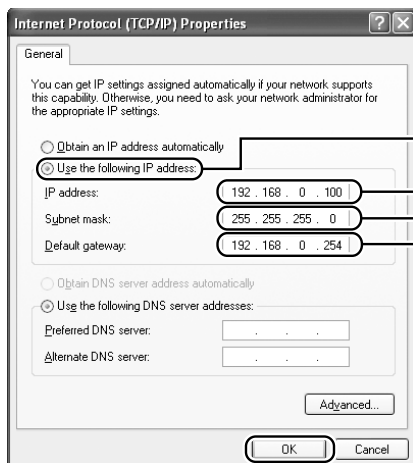 Internet Protocol (TCP/IP) Properties
General
You can get IP settings assigned automatically if your network supports
this capability. Otherwise, you need to ask your network administrator for
the appropriate IP settings.
Obtain an IP address automatically
Use the following IP address:
IP address: 192 . 168 . 0 . 100
Subnet mask: 255 . 255 . 255 . 0
Default gateway: 192 . 168 . 0 . 254
Obtain DNS server address automatically
Use the following DNS server addresses:
Preferred DNS server: . . .
Alternate DNS server: . . .
Advanced...
OK Cancel